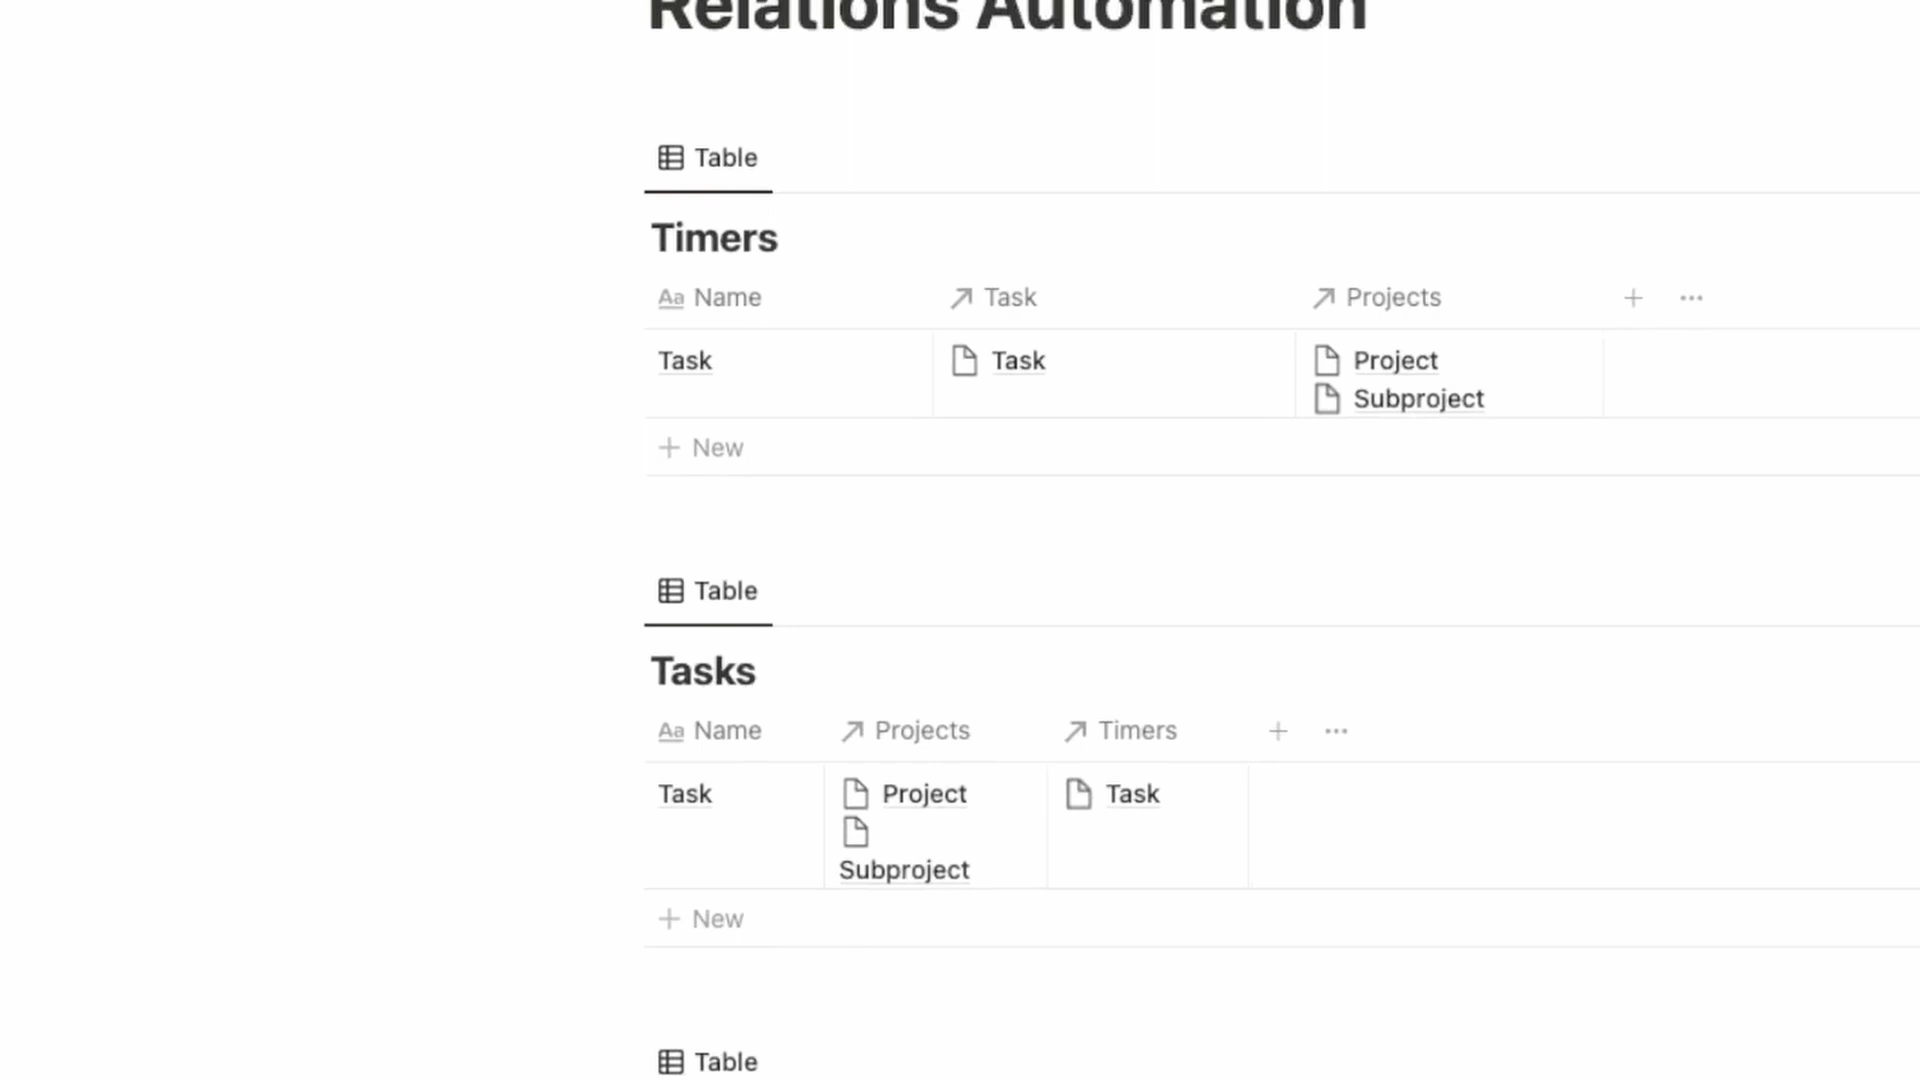 Relations Automation
Table
Timers
Aa Name Task Projects + ...
Task Task Project
Subproject
+ New
Table
Tasks
Aa Name Projects Timers + ...
Task Project Task
Subproject
+ New
Table